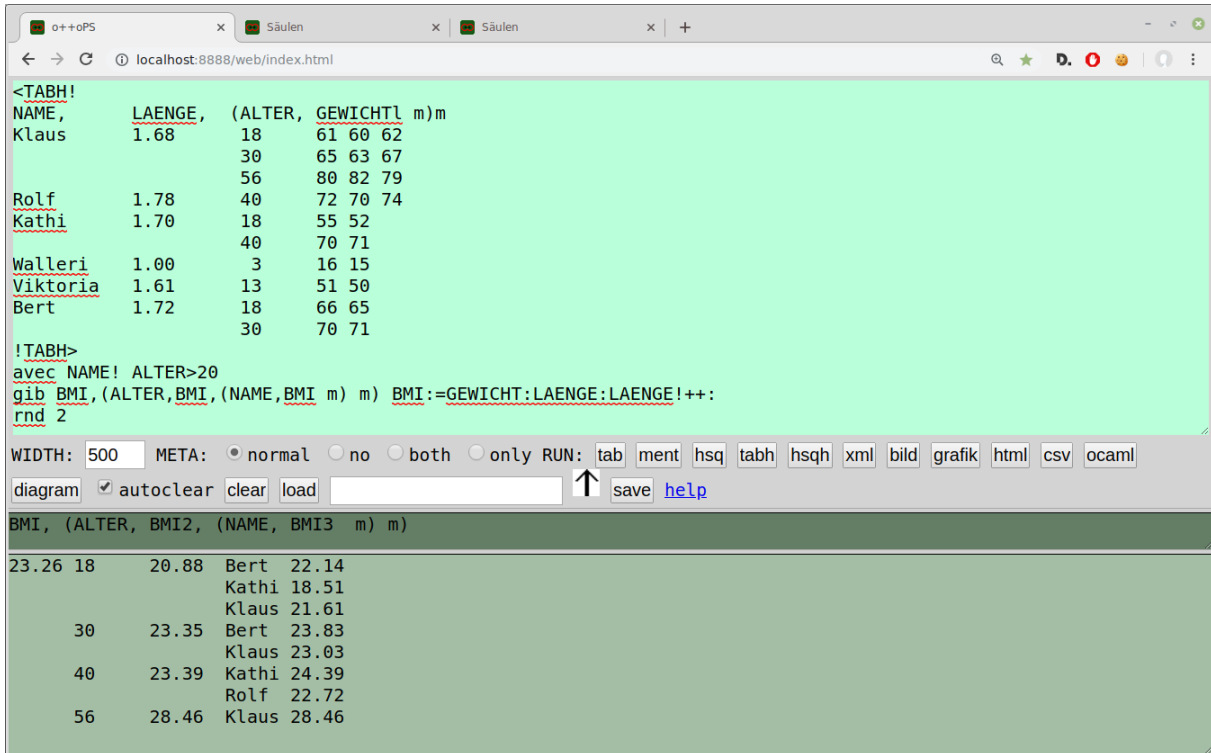 o++oPS × Säulen × Säulen × +
localhost:8888/web/index.html D.
<TABH!
NAME, LAENGE, (ALTER, GEWICHTl m)m
Klaus 1.68 18 61 60 62
30 65 63 67
56 80 82 79
Rolf 1.78 40 72 70 74
Kathi 1.70 18 55 52
40 70 71
Walleri 1.00 3 16 15
Viktoria 1.61 13 51 50
Bert 1.72 18 66 65
30 70 71
!TABH>
avec NAME! ALTER>20
gib BMI,(ALTER,BMI,(NAME,BMI m) m) BMI:=GEWICHT:LAENGE:LAENGE!++:
rnd 2
WIDTH: 500 META: normal no both only RUN: tab ment hsq tabh hsqh xml bild grafik html csv ocaml
diagram autoclear clear load save help
BMI, (ALTER, BMI2, (NAME, BMI3 m) m)
23.26 18 20.88 Bert 22.14
Kathi 18.51
Klaus 21.61
30 23.35 Bert 23.83
Klaus 23.03
40 23.39 Kathi 24.39
Rolf 22.72
56 28.46 Klaus 28.46